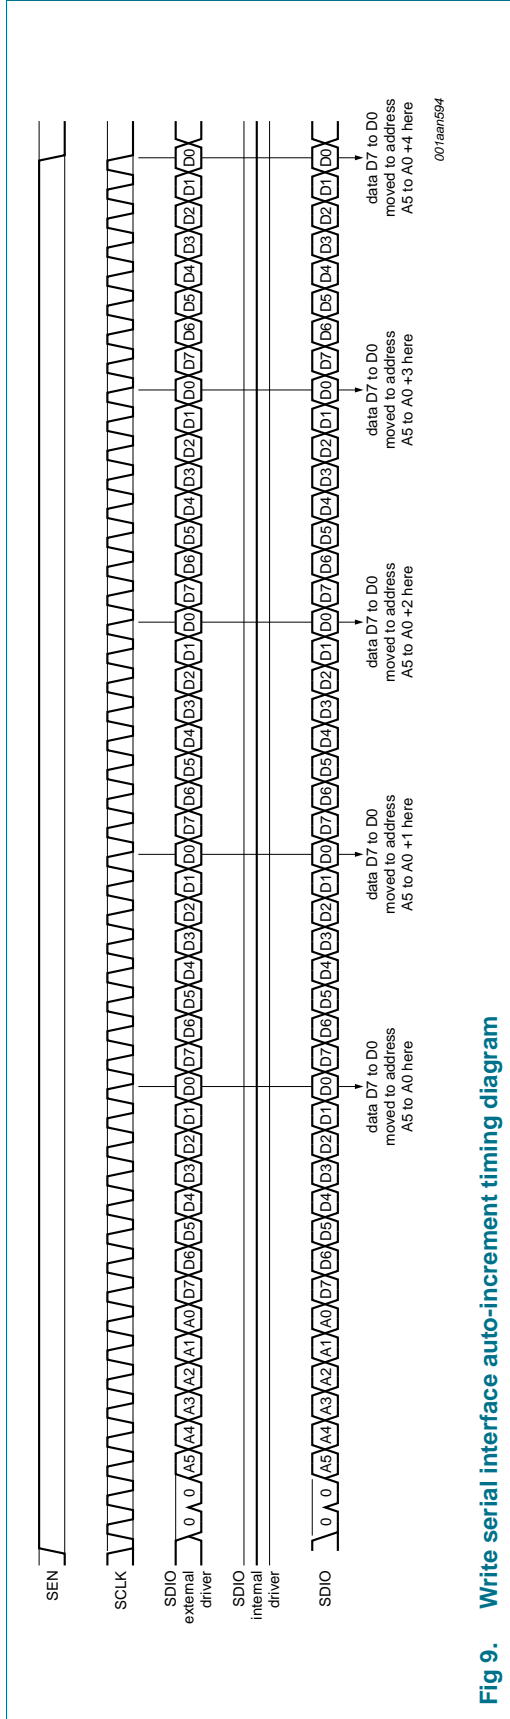 SEN
SCLK
SDIO
external
driver
0 0 A5 A4 A3 A2 A1 A0 D7 D6 D5 D4 D3 D2 D1 D0 D7 D6 D5 D4 D3 D2 D1 D0 D7 D6 D5 D4 D3 D2 D1 D0 D7 D6 D5 D4 D3 D2 D1 D0 D7 D6 D5 D4 D3 D2 D1 D0
SDIO
internal
driver
SDIO
0 0 A5 A4 A3 A2 A1 A0 D7 D6 D5 D4 D3 D2 D1 D0 D7 D6 D5 D4 D3 D2 D1 D0 D7 D6 D5 D4 D3 D2 D1 D0 D7 D6 D5 D4 D3 D2 D1 D0 D7 D6 D5 D4 D3 D2 D1 D0
data D7 to D0
moved to address
A5 to A0 here
data D7 to D0
moved to address
A5 to A0 +1 here
data D7 to D0
moved to address
A5 to A0 +2 here
data D7 to D0
moved to address
A5 to A0 +3 here
data D7 to D0
moved to address
A5 to A0 +4 here
001aan594
Fig 9. Write serial interface auto-increment timing diagram